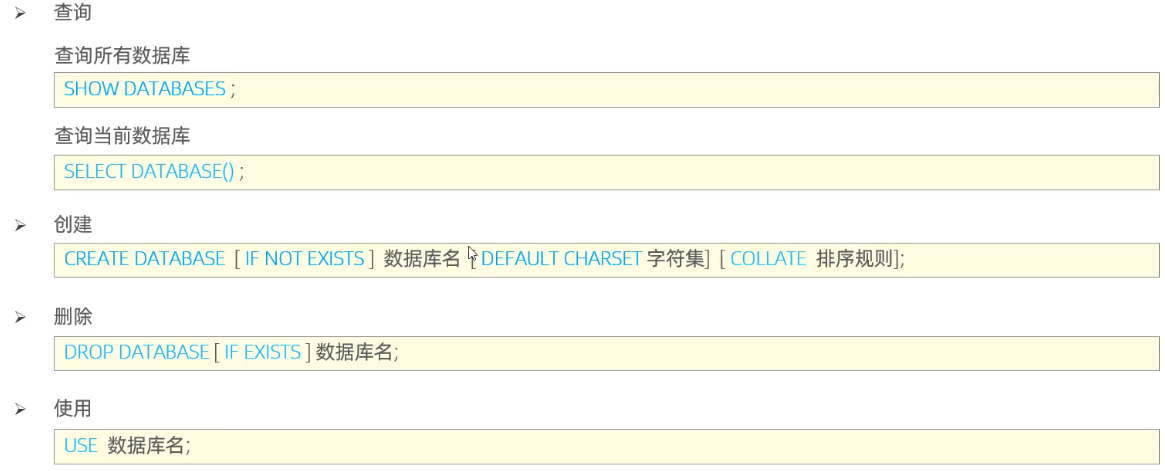 查询
查询所有数据库
SHOW DATABASES ;
查询当前数据库
SELECT DATABASE() ;
创建
CREATE DATABASE [ IF NOT EXISTS ] 数据库名 [ DEFAULT CHARSET 字符集] [ COLLATE 排序规则];
删除
DROP DATABASE [ IF EXISTS ] 数据库名;
使用
USE 数据库名;